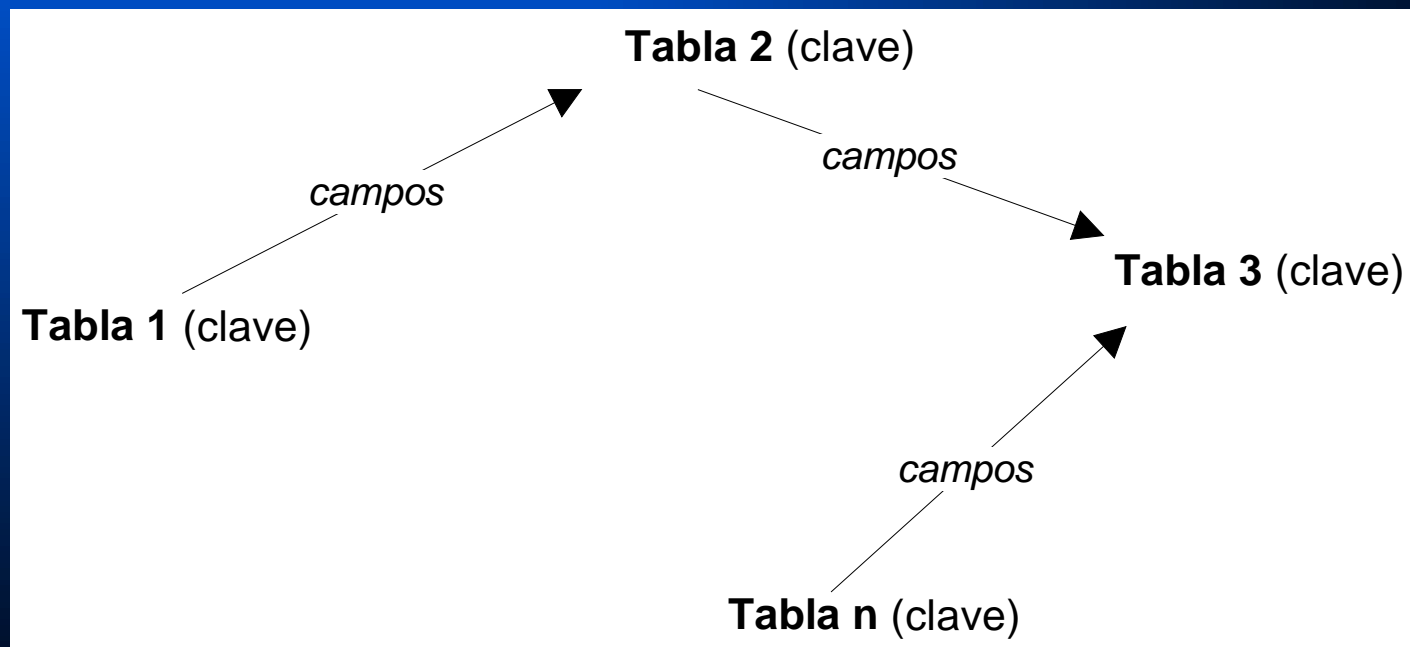 Tabla 2 (clave)
campos
campos
Tabla 3 (clave)
Tabla 1 (clave)
campos
Tabla n (clave)